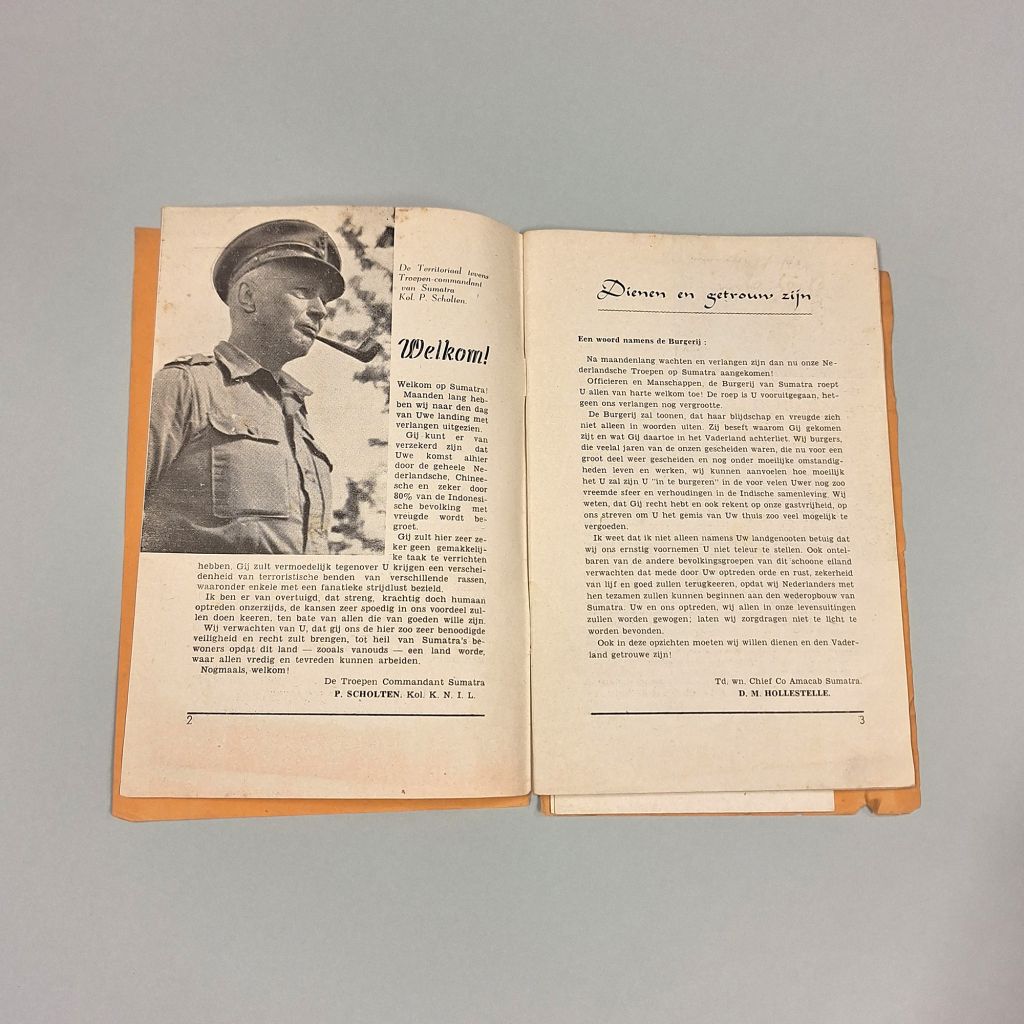 De Territoriaal tevens
Troepen-commandant
van Sumatra
Kol. P. Scholten.
Welkom!
Welkom op Sumatra!
Maanden lang heb-
ben wij naar den dag
van Uwe landing met
verlangen uitgezien.
Gij kunt er van
verzekerd zijn dat
Uwe komst alhier
door de geheele Ne-
derlandsche, Chinee-
sche en zeker door
80% van de Indonesi-
sche bevolking met
vreugde wordt be-
groet.
Gij zult hier zeer ze-
ker geen gemakkelij-
ke taak te verrichten
hebben. Gij zult vermoedelijk tegenover U krijgen een verschei-
denheid van terroristische benden van verschillende rassen,
waaronder enkele met een fanatieke strijdlust bezield.
Ik ben er van overtuigd, dat streng, krachtig doch humaan
optreden onzerzijds, de kansen zeer spoedig in ons voordeel zul-
len doen keeren, ten bate van allen die van goeden wille zijn.
Wij verwachten van U, dat gij ons de hier zoo zeer benoodigde
veiligheid en recht zult brengen, tot heil van Sumatra's be-
woners opdat dit land — zooals vanouds — een land worde,
waar allen vredig en tevreden kunnen arbeiden.
Nogmaals, welkom!
De Troepen Commandant Sumatra
P. SCHOLTEN. Kol. K. N. I. L.
2
Dienen en getrouw zijn
Een woord namens de Burgerij :
Na maandenlang wachten en verlangen zijn dan nu onze Ne-
derlandsche Troepen op Sumatra aangekomen!
Officieren en Manschappen, de Burgerij van Sumatra roept
U allen van harte welkom toe! De roep is U vooruitgegaan, het-
geen ons verlangen nog vergrootte.
De Burgerij zal toonen, dat haar blijdschap en vreugde zich
niet alleen in woorden uiten. Zij beseft waarom Gij gekomen
zijt en wat Gij daartoe in het Vaderland achterliet. Wij burgers,
die veelal jaren van de onzen gescheiden waren, die nu voor een
groot deel weer gescheiden en nog onder moeilijke omstandig-
heden leven en werken, wij kunnen aanvoelen hoe moeilijk
het U zal zijn U "in te burgeren" in de voor velen Uwer nog zoo
vreemde sfeer en verhoudingen in de Indische samenleving. Wij
weten, dat Gij recht hebt en ook rekent op onze gastvrijheid, op
ons streven om U het gemis van Uw thuis zoo veel mogelijk te
vergoeden.
Ik weet dat ik niet alleen namens Uw landgenooten betuig dat
wij ons ernstig voornemen U niet teleur te stellen. Ook ontel-
baren van de andere bevolkingsgroepen van dit schoone eiland
verwachten dat mede door Uw optreden orde en rust, zekerheid
van lijf en goed zullen terugkeeren, opdat wij Nederlanders met
hen tezamen zullen kunnen beginnen aan den wederopbouw van
Sumatra. Uw en ons optreden, wij allen in onze levensuitingen
zullen worden gewogen; laten wij zorgdragen niet te licht te
worden bevonden.
Ook in deze opzichten moeten wij willen dienen en den Vader-
land getrouwe zijn!
Td. wn. Chief Co Amacab Sumatra.
D. M. HOLLESTELLE.
3